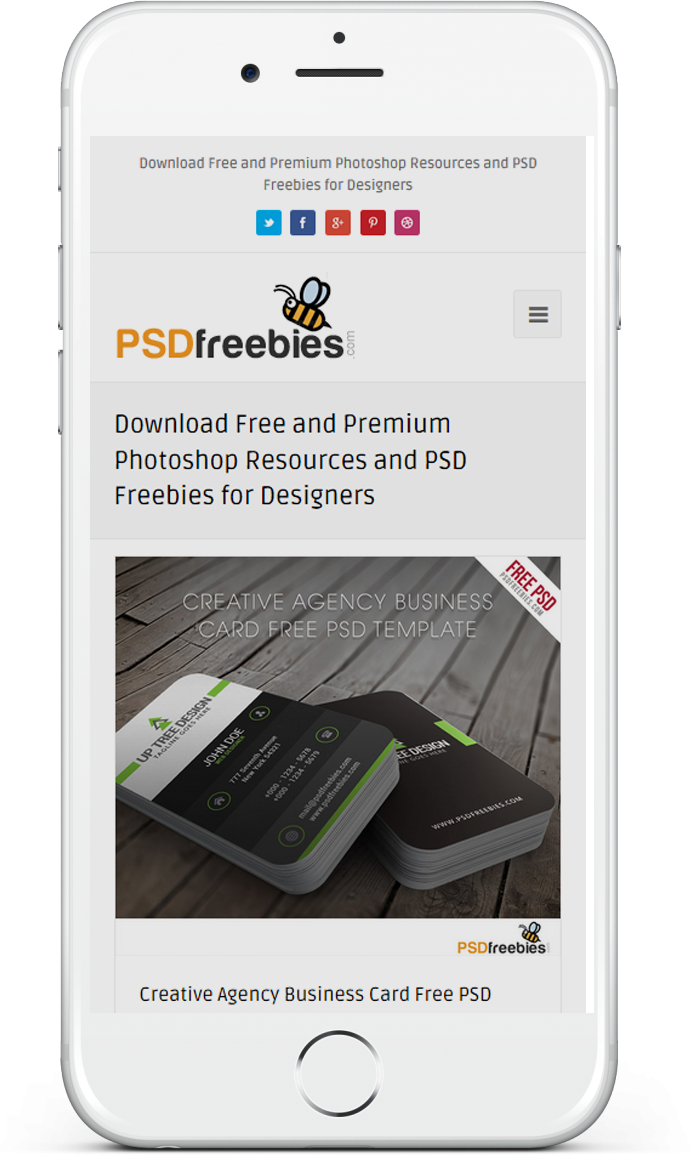 Download Free and Premium Photoshop Resources and PSD
Freebies for Designers
f
g+
PSDfreebies.com
Download Free and Premium
Photoshop Resources and PSD
Freebies for Designers
CREATIVE AGENCY BUSINESS
CARD FREE PSD TEMPLATE
FREE PSD
PSDFREEBIES.COM
UP TREE DESIGN
TAGLINE GOES HERE
JOHN DOE
WEB DESIGNER
777 Seventh Avenue
New York 54321
+000 - 1234 - 5678
+000 - 1234 - 5679
mail@psdfreebies.com
www.psdfreebies.com
TREE DESIGN
WWW.PSDFREEBIES.COM
PSDfreebies
Creative Agency Business Card Free PSD